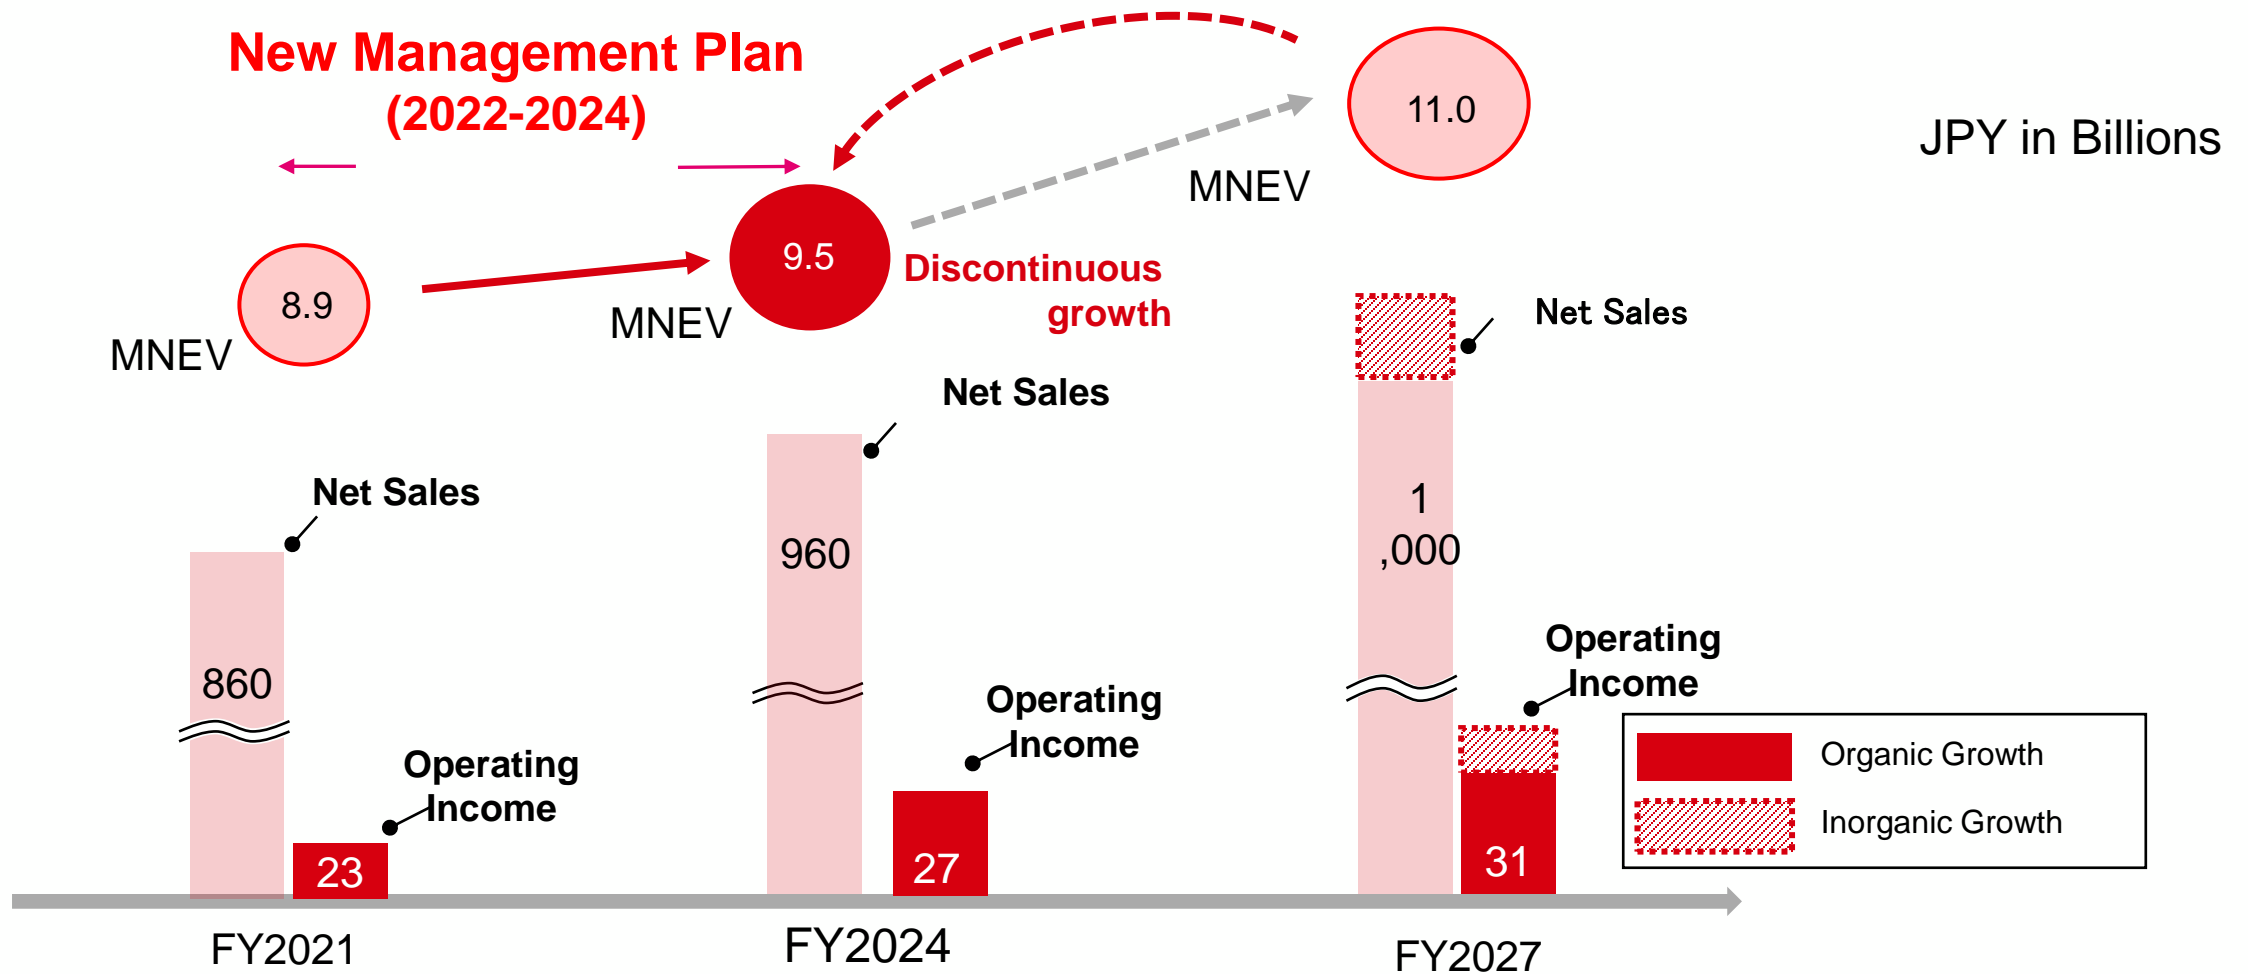 New Management Plan
(2022-2024)
11.0
JPY in Billions
MNEV
9.5
Discontinuous
growth
8.9
MNEV
MNEV
Net Sales
Net Sales
Net Sales
1
,000
960
860
Operating
Income
Operating
Income
Operating
Income
Organic Growth
Inorganic Growth
23
27
31
FY2021
FY2024
FY2027